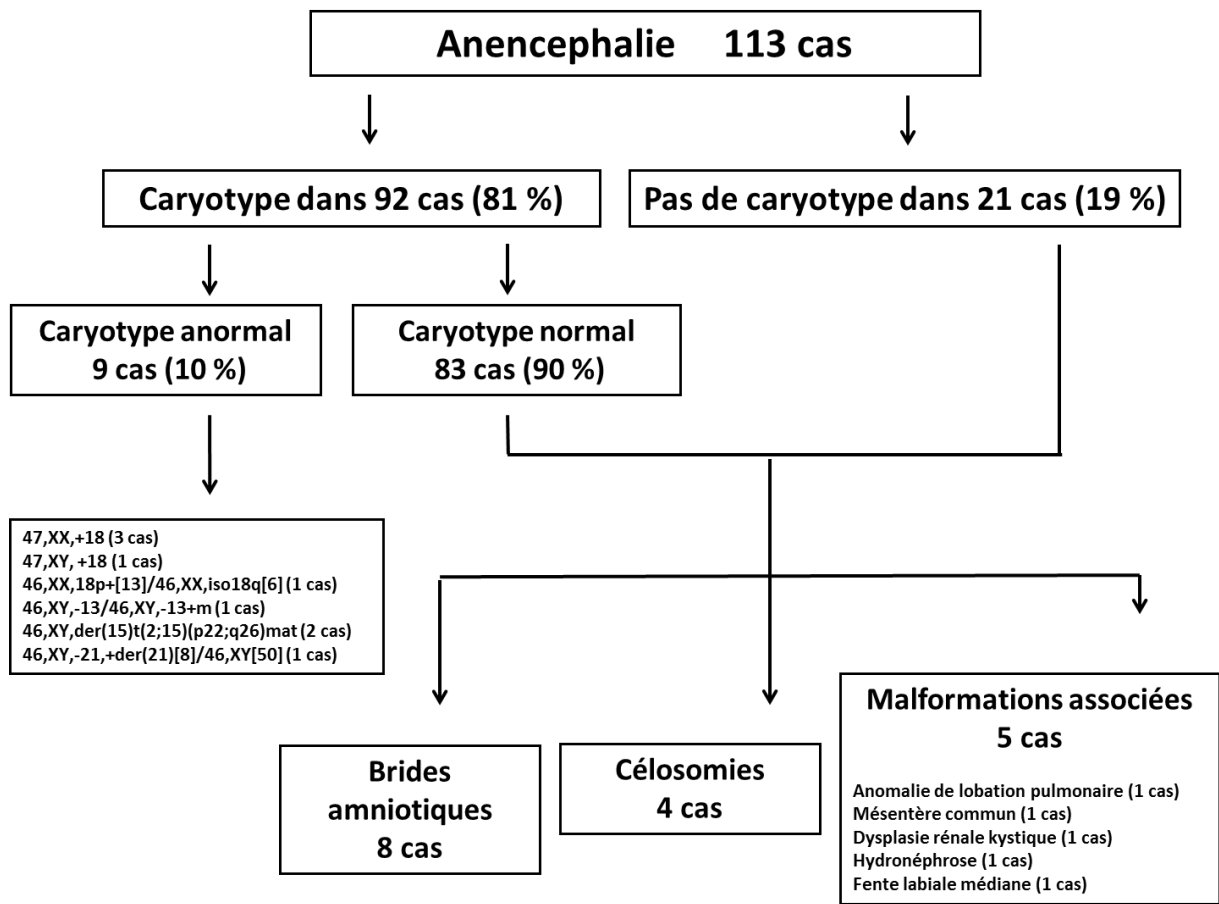 Anencephalie 113 cas
Caryotype dans 92 cas (81 %)
Pas de caryotype dans 21 cas (19 %)
Caryotype anormal
9 cas (10 %)
Caryotype normal
83 cas (90 %)
47,XX,+18 (3 cas)
47,XY, +18 (1 cas)
46,XX,18p+[13]/46,XX,iso18q[6] (1 cas)
46,XY,-13/46,XY,-13+m (1 cas)
46,XY,der(15)t(2;15)(p22;q26)mat (2 cas)
46,XY,-21,+der(21)[8]/46,XY[50] (1 cas)
Brides
amniotiques
8 cas
Célosomies
4 cas
Malformations associées
5 cas
Anomalie de lobation pulmonaire (1 cas)
Mésentère commun (1 cas)
Dysplasie rénale kystique (1 cas)
Hydronéphrose (1 cas)
Fente labiale médiane (1 cas)